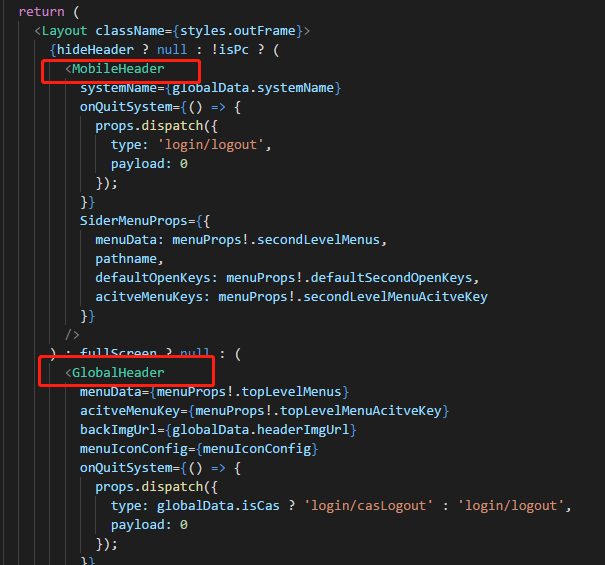 return (
<Layout className={styles.outFrame}>
{hideHeader ? null : !isPc ? (
<MobileHeader
systemName={globalData.systemName}
onQuitSystem={() => {
props.dispatch({
type: 'login/logout',
payload: 0
});
}}
SiderMenuProps={{
menuData: menuProps!.secondLevelMenus,
pathname,
defaultOpenKeys: menuProps!.defaultSecondOpenKeys,
acitveMenuKeys: menuProps!.secondLevelMenuAcitveKey
}}
/>
) : fullScreen ? null : (
<GlobalHeader
menuData={menuProps!.topLevelMenus}
acitveMenuKey={menuProps!.topLevelMenuAcitveKey}
backImgUrl={globalData.headerImgUrl}
menuIconConfig={menuIconConfig}
onQuitSystem={() => {
props.dispatch({
type: globalData.isCas ? 'login/casLogout' : 'login/logout',
payload: 0
});
}}